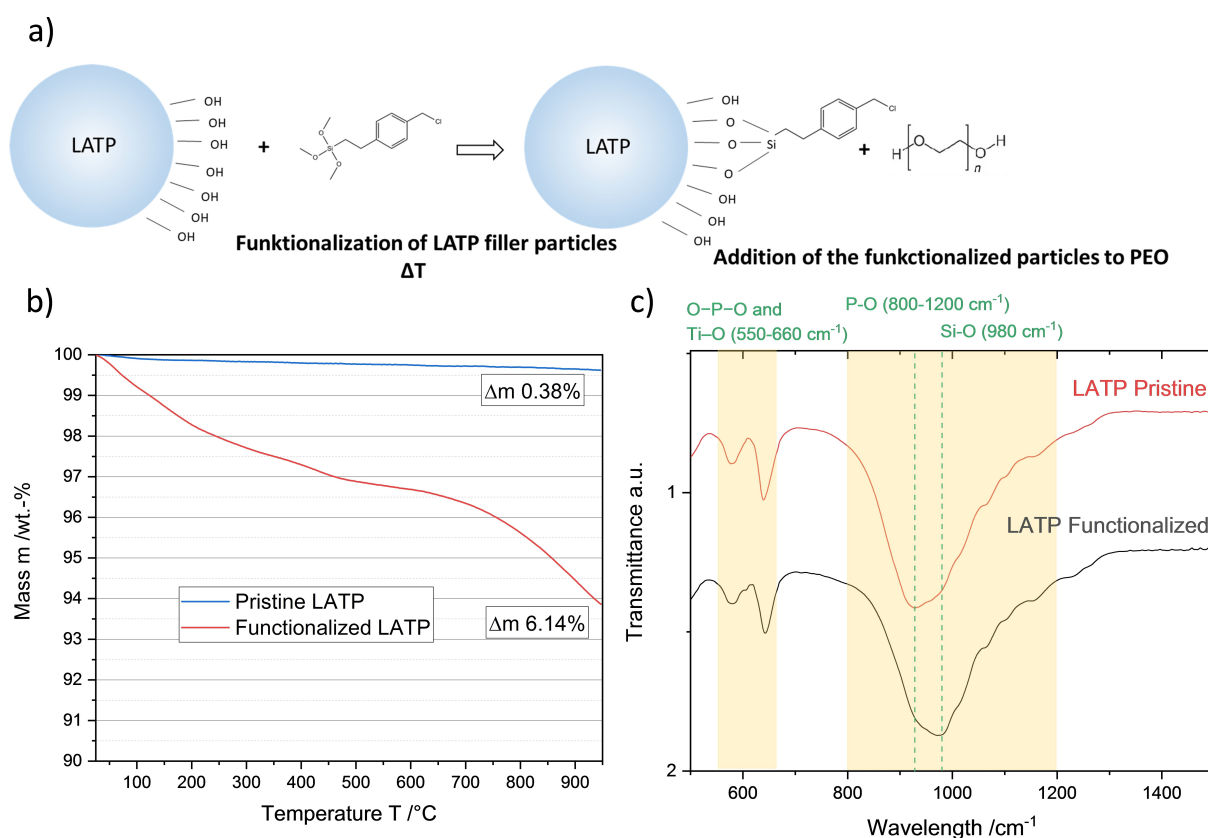 a)
OH
OH
OH
OH
OH
OH
OH
LATP
+
O
O
O
Si
Cl
LATP
OH
O
O
O
OH
OH
OH
Si
Cl
+
H
O
n
O
H
Funktionalization of LATP filler particles
ΔT
Addition of the funkctionalized particles to PEO
b)
100
99
98
97
96
95
94
93
92
91
90
Mass m /wt.-%
Δm 0.38%
Pristine LATP
Functionalized LATP
Δm 6.14%
100 200 300 400 500 600 700 800 900
Temperature T /°C
c)
O−P−O and
Ti–O (550-660 cm⁻¹)
P-O (800-1200 cm⁻¹)
Si-O (980 cm⁻¹)
LATP Pristine
LATP Functionalized
1
2
Transmittance a.u.
600 800 1000 1200 1400
Wavelength /cm⁻¹